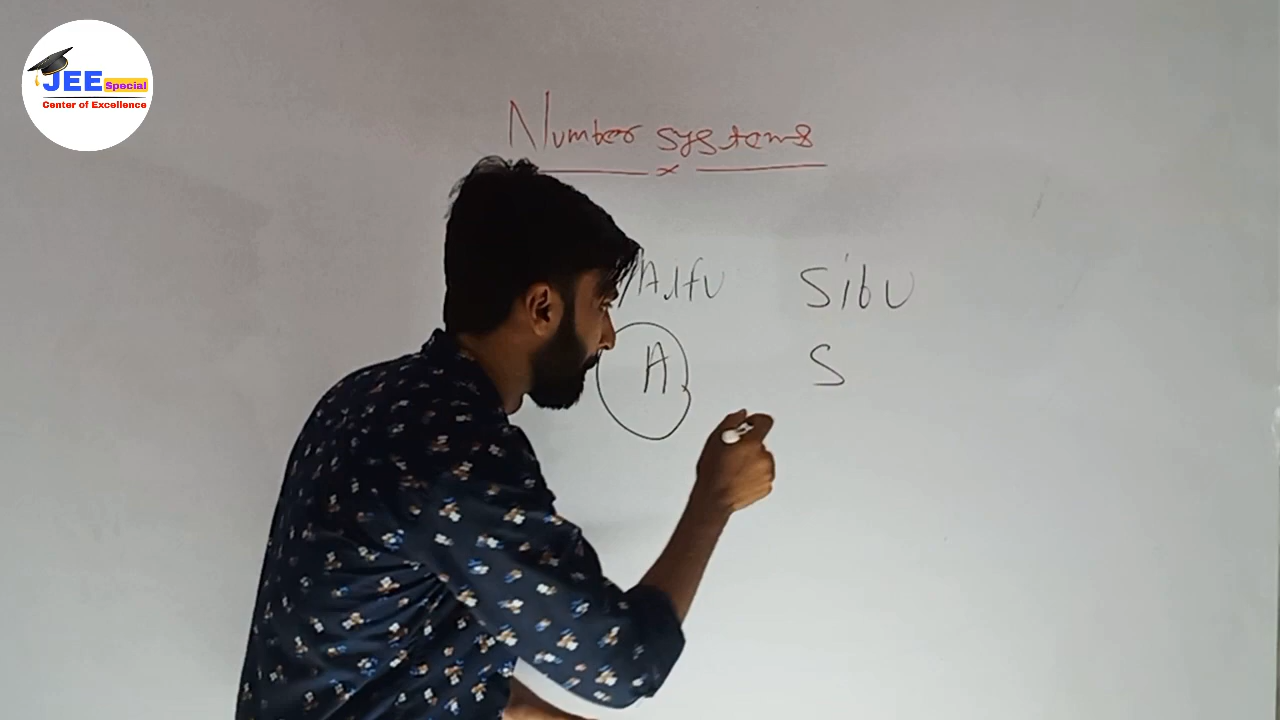 JEE Special
Center of Excellence
Number systems
Alfu Sibu
A S